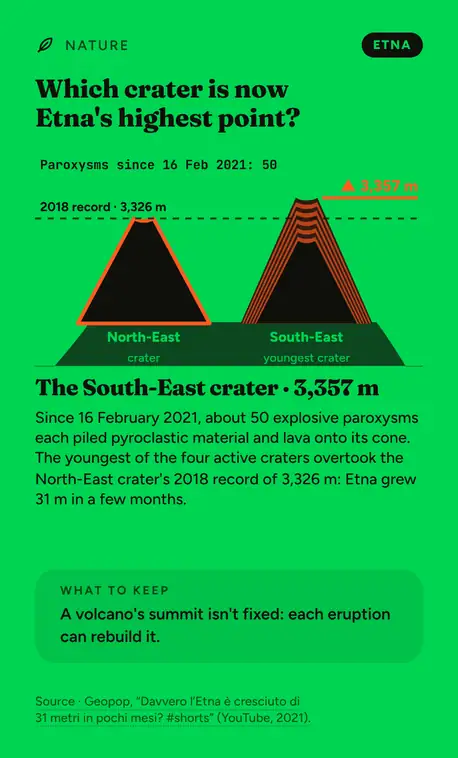 NATURE
ETNA
Which crater is now
Etna's highest point?
Paroxysms since 16 Feb 2021: 50
▲ 3,357 m
2018 record · 3,326 m
North-East
crater
South-East
youngest crater
The South-East crater · 3,357 m
Since 16 February 2021, about 50 explosive paroxysms
each piled pyroclastic material and lava onto its cone.
The youngest of the four active craters overtook the
North-East crater's 2018 record of 3,326 m: Etna grew
31 m in a few months.
WHAT TO KEEP
A volcano's summit isn't fixed: each eruption
can rebuild it.
Source · Geopop, "Davvero l'Etna è cresciuto di
31 metri in pochi mesi? #shorts" (YouTube, 2021).